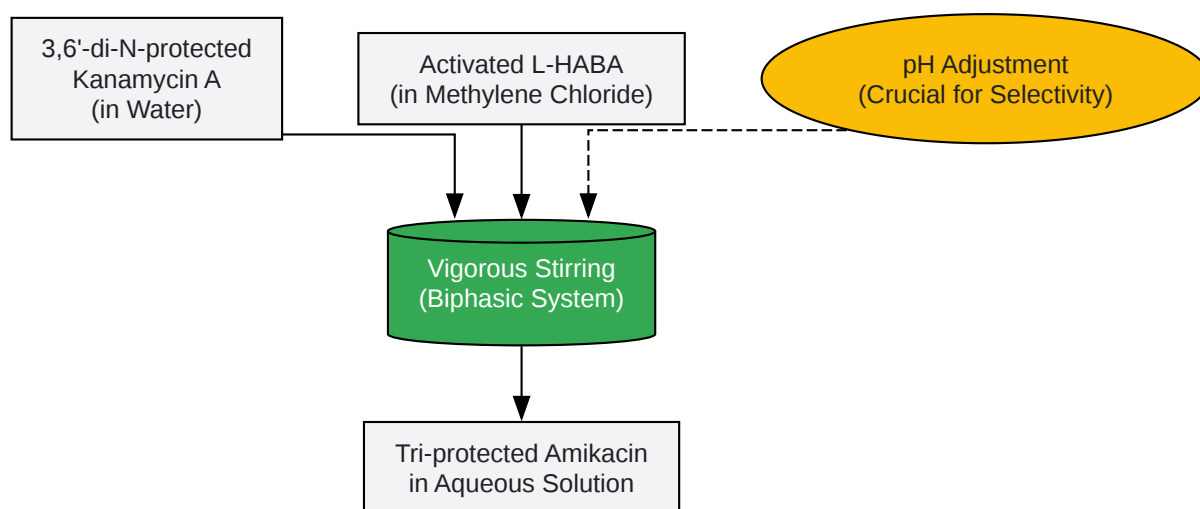 3,6'-di-N-protected
Kanamycin A
(in Water)
Activated L-HABA
(in Methylene Chloride)
pH Adjustment
(Crucial for Selectivity)
Vigorous Stirring
(Biphasic System)
Tri-protected Amikacin
in Aqueous Solution